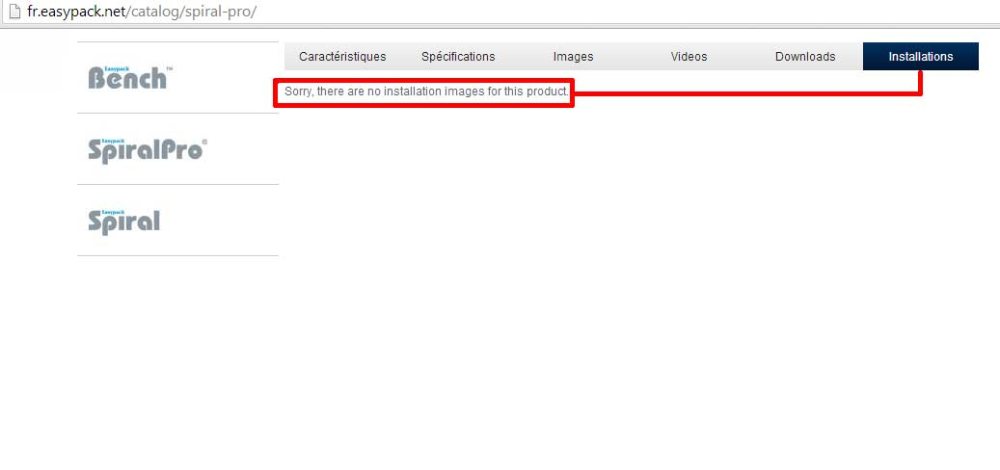 fr.easypack.net/catalog/spiral-pro/
Caractéristiques Spécifications Images Videos Downloads Installations
Sorry, there are no installation images for this product.
Easypack
Bench™
Easypack
SpiralPro®
Easypack
Spiral